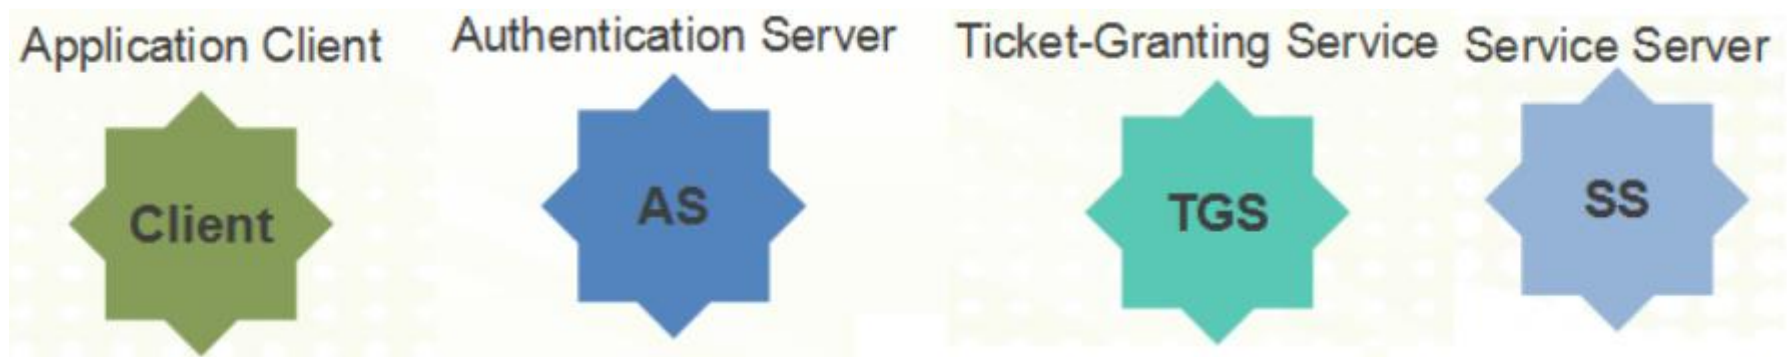 Application Client
Authentication Server
Ticket-Granting Service
Service Server
Client
AS
TGS
SS